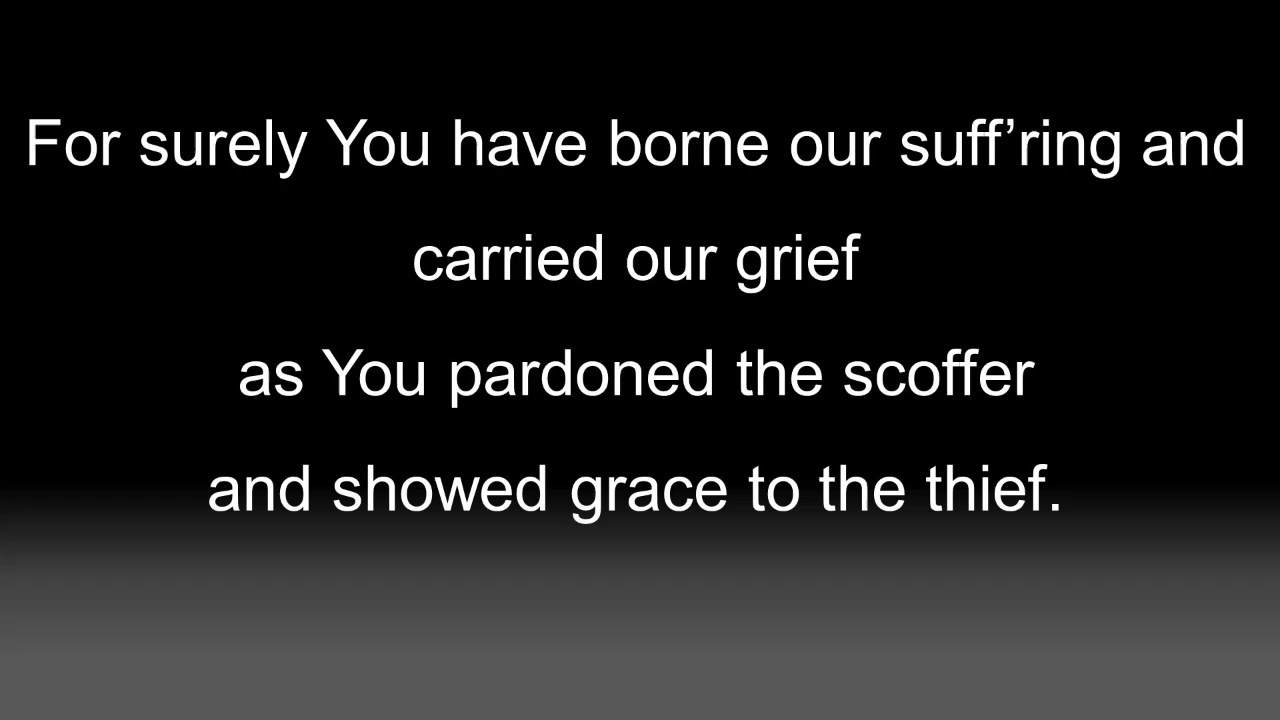 For surely You have borne our suff’ring and
carried our grief
as You pardoned the scoffer
and showed grace to the thief.